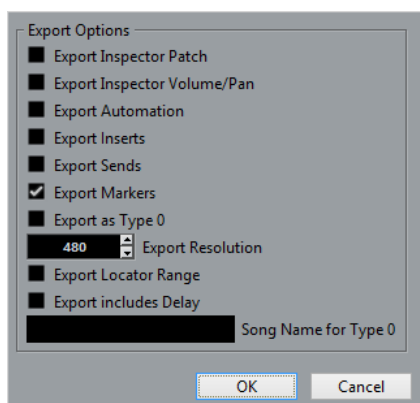 Export Options
Export Inspector Patch
Export Inspector Volume/Pan
Export Automation
Export Inserts
Export Sends
Export Markers
Export as Type 0
480 Export Resolution
Export Locator Range
Export includes Delay
Song Name for Type 0
OK Cancel